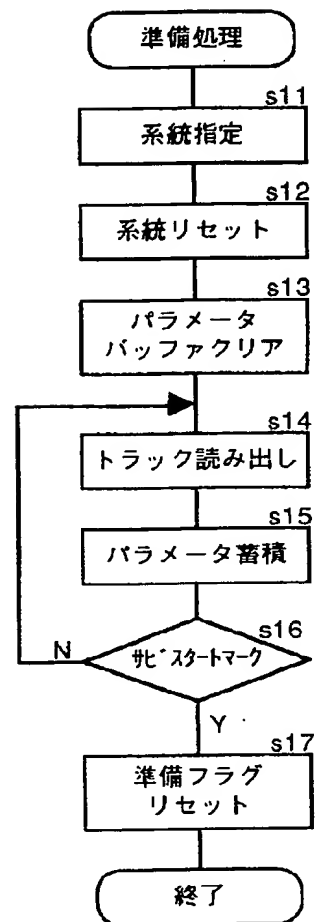 準備処理
s11
系統指定
s12
系統リセット
s13
パラメータ
バッファクリア
s14
トラック読み出し
s15
パラメータ蓄積
s16
サビスタートマーク
N
Y
s17
準備フラグ
リセット
終了